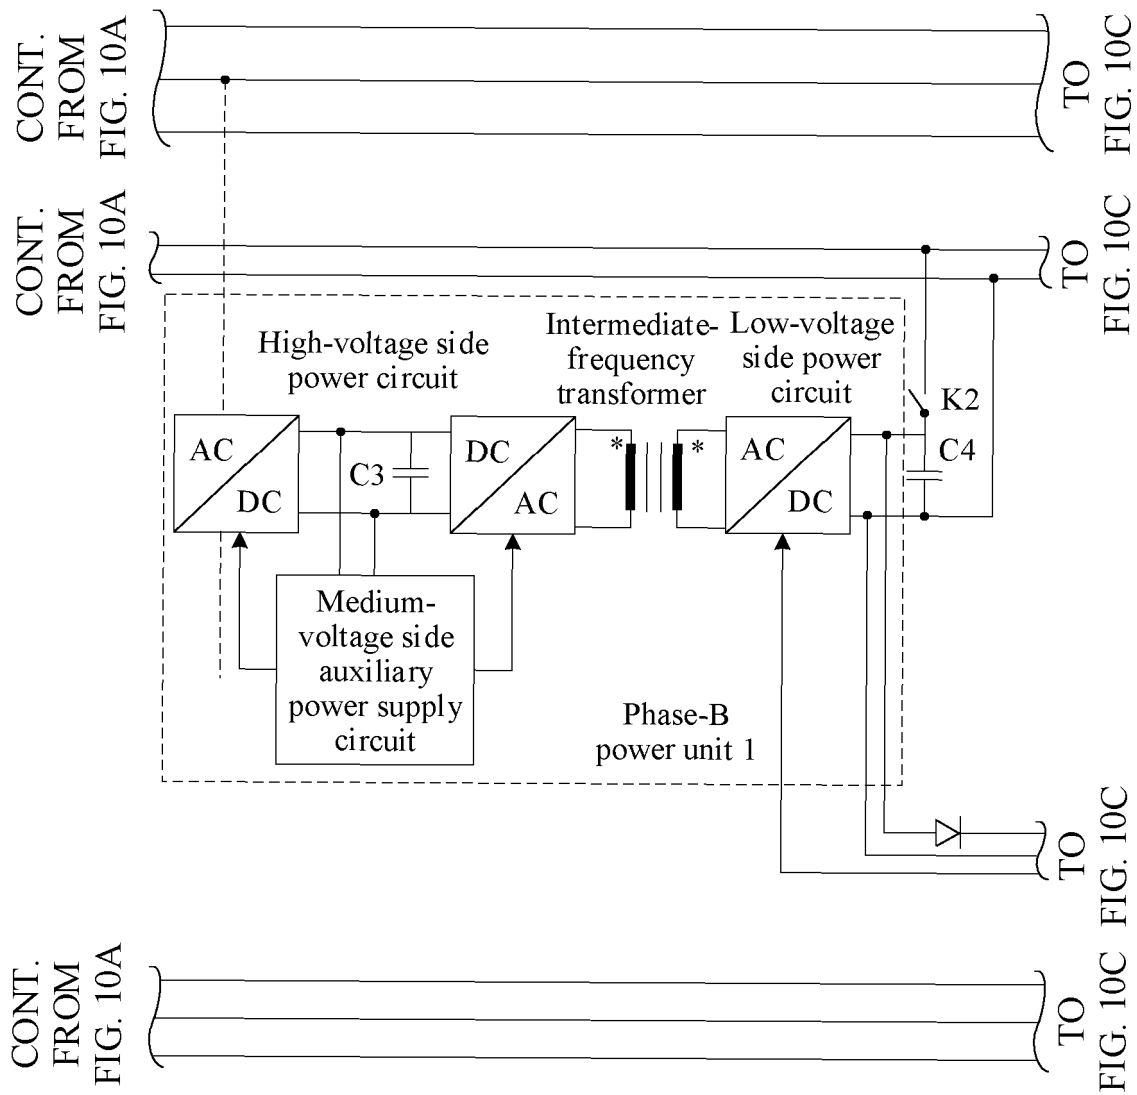 CONT.
FROM
FIG. 10A
TO
FIG. 10C
CONT.
FROM
FIG. 10A
TO
FIG. 10C
High-voltage side
power circuit
Intermediate-
frequency
transformer
Low-voltage
side power
circuit
K2
AC
DC
C3
DC
AC
*
*
AC
DC
C4
Medium-
voltage side
auxiliary
power supply
circuit
Phase-B
power unit 1
TO
FIG. 10C
CONT.
FROM
FIG. 10A
TO
FIG. 10C